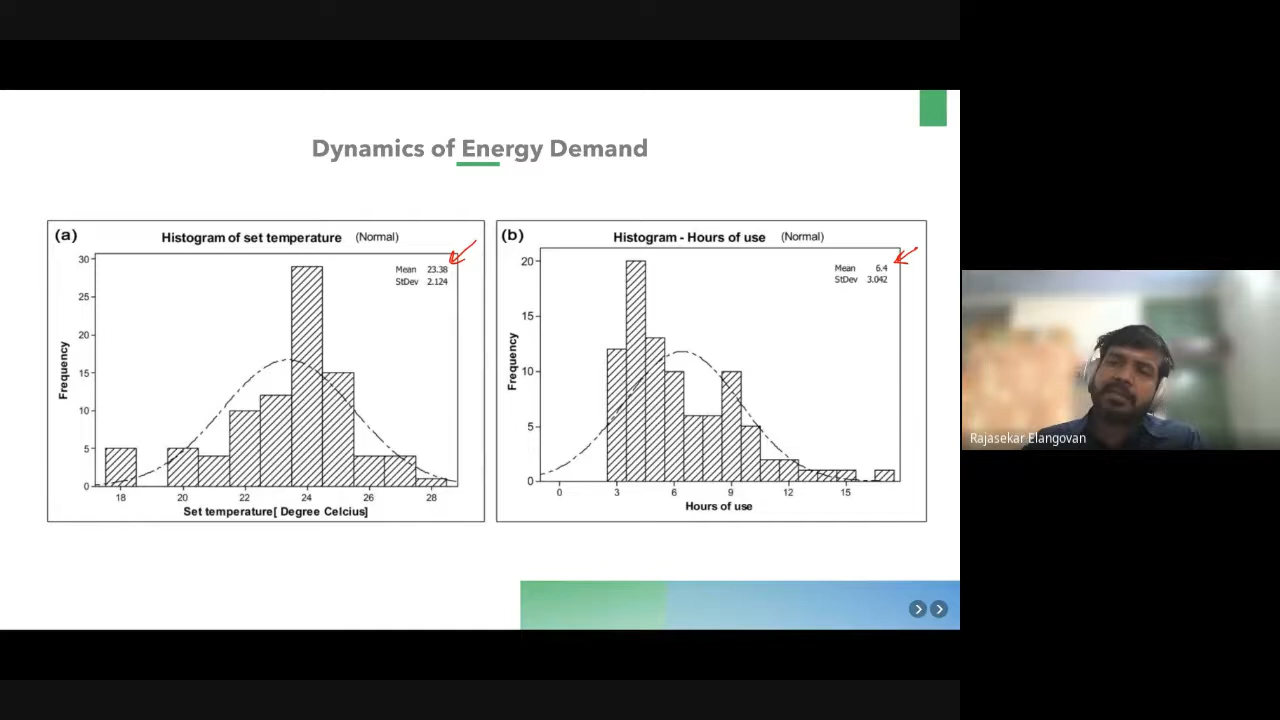 Dynamics of Energy Demand
(a)
Histogram of set temperature (Normal)
Mean 23.38
StDev 2.124
30
25
20
15
10
5
0
Frequency
18 20 22 24 26 28
Set temperature[ Degree Celcius]
(b)
Histogram - Hours of use (Normal)
Mean 6.4
StDev 3.042
20
15
10
5
0
Frequency
0 3 6 9 12 15
Hours of use
Rajasekar Elangovan